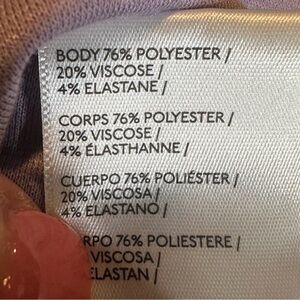 BODY 76% POLYESTER /
20% VISCOSE /
4% ELASTANE /
CORPS 76% POLYESTER /
20% VISCOSE /
4% ÉLASTHANNE /
CUERPO 76% POLIÉSTER /
20% VISCOSA /
4% ELASTANO /
RPO 76% POLIESTERE /
VISCOSA /
ELASTAN /